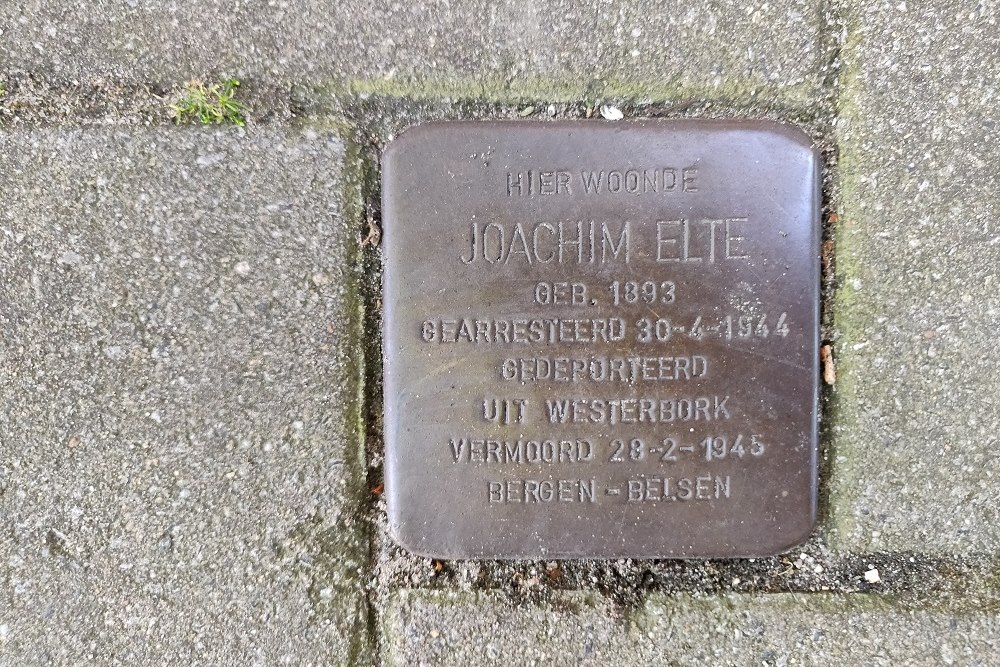 HIER WOONDE
JOACHIM ELTE
GEB. 1893
GEARRESTEERD 30-4-1944
GEDEPORTEERD
UIT WESTERBORK
VERMOORD 28-2-1945
BERGEN-BELSEN